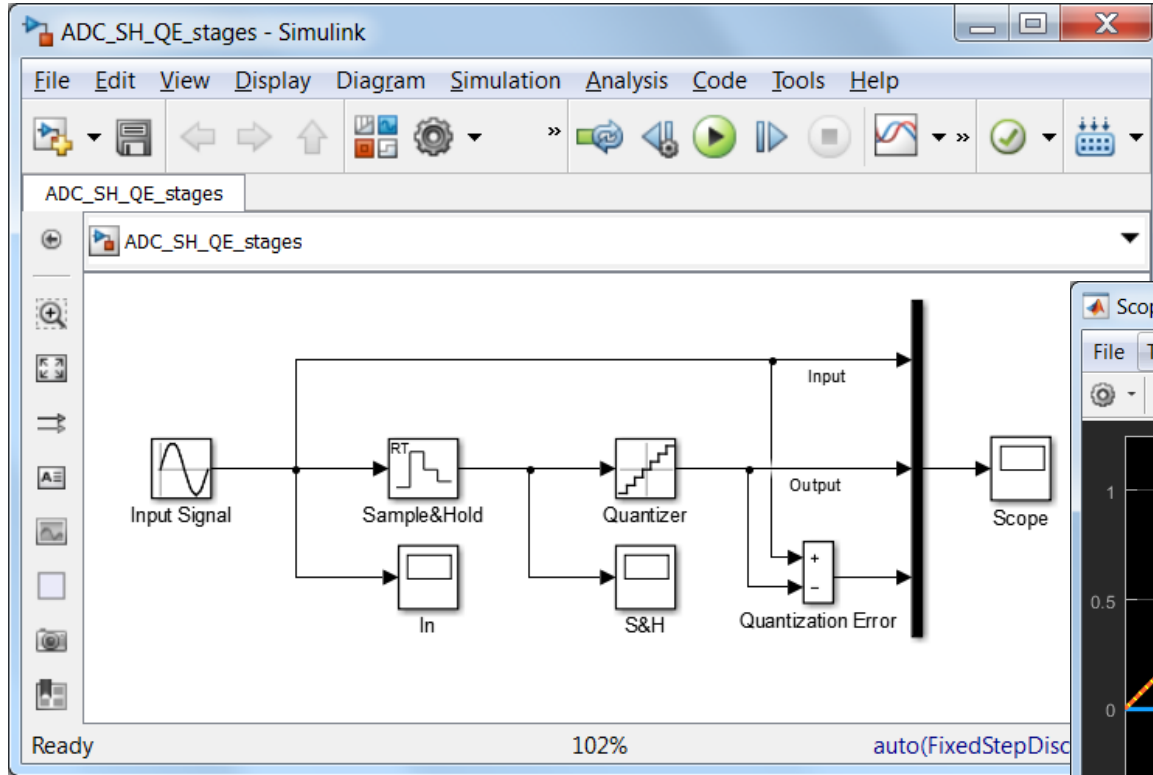 ADC_SH_QE_stages - Simulink
File Edit View Display Diagram Simulation Analysis Code Tools Help
» »
ADC_SH_QE_stages
ADC_SH_QE_stages
Scop
File T
Input
RT
Output
Input Signal
Sample&Hold
Quantizer
Scope
1
+
−
In
S&H
Quantization Error
0.5
0
Ready 102% auto(FixedStepDisc